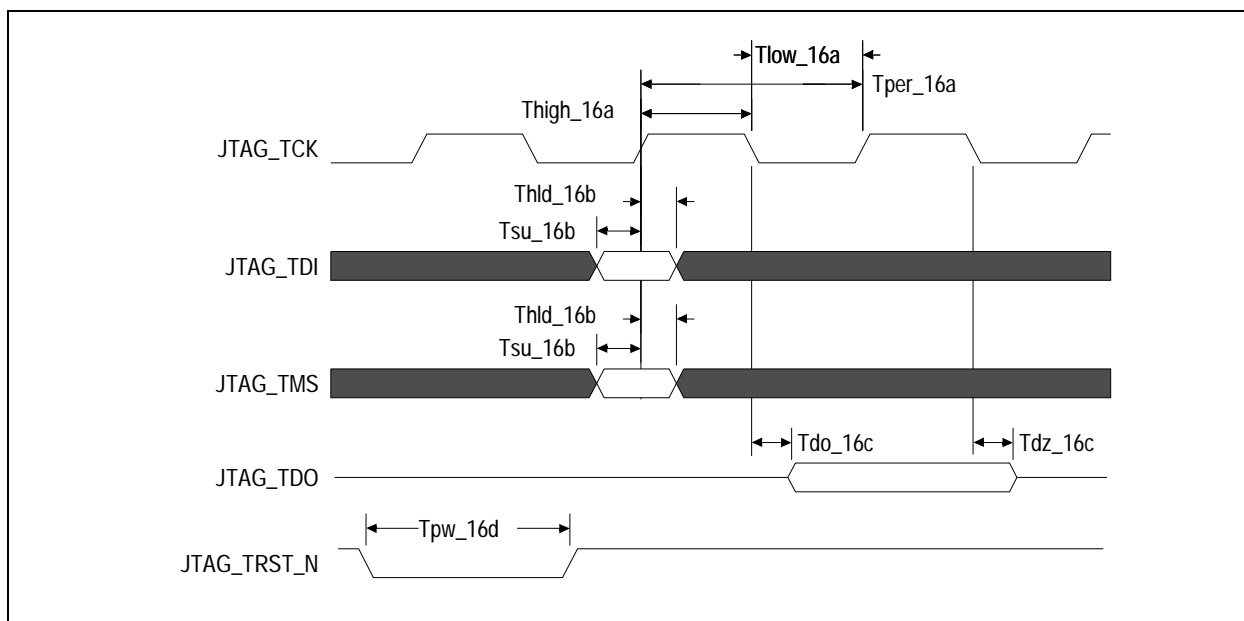 Tlow_16a
Tper_16a
Thigh_16a
JTAG_TCK
Thld_16b
Tsu_16b
JTAG_TDI
Thld_16b
Tsu_16b
JTAG_TMS
Tdo_16c
Tdz_16c
JTAG_TDO
Tpw_16d
JTAG_TRST_N